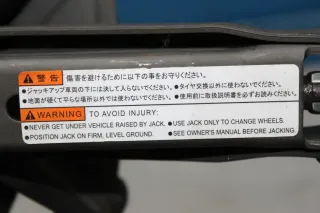 ⚠警告 傷害を避けるために以下の事をお守りください。
●ジャッキアップ車両の下には決して入らないでください。 ●タイヤ交換以外に使わないでください。
●地面が硬くて平らな場所以外では使わないでください。 ●使用前に取扱説明書を必ずお読みください。
⚠WARNING TO AVOID INJURY:
●NEVER GET UNDER VEHICLE RAISED BY JACK. ●USE JACK ONLY TO CHANGE WHEELS.
●POSITION JACK ON FIRM, LEVEL GROUND. ●SEE OWNER'S MANUAL BEFORE JACKING.